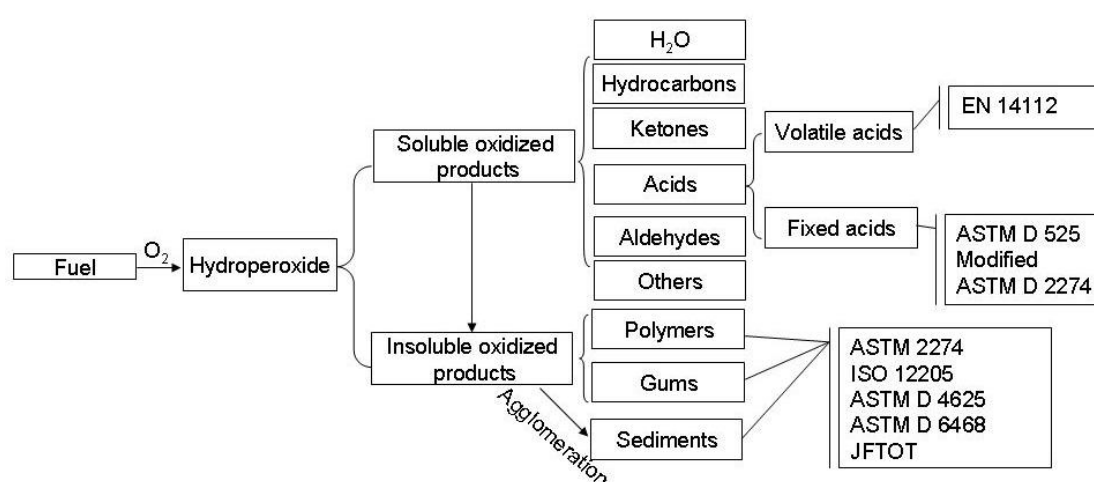 Fuel
O₂
Hydroperoxide
Soluble oxidized
products
Insoluble oxidized
products
Agglomeration
H₂O
Hydrocarbons
Ketones
Acids
Aldehydes
Others
Polymers
Gums
Sediments
Volatile acids
Fixed acids
EN 14112
ASTM D 525
Modified
ASTM D 2274
ASTM 2274
ISO 12205
ASTM D 4625
ASTM D 6468
JFTOT